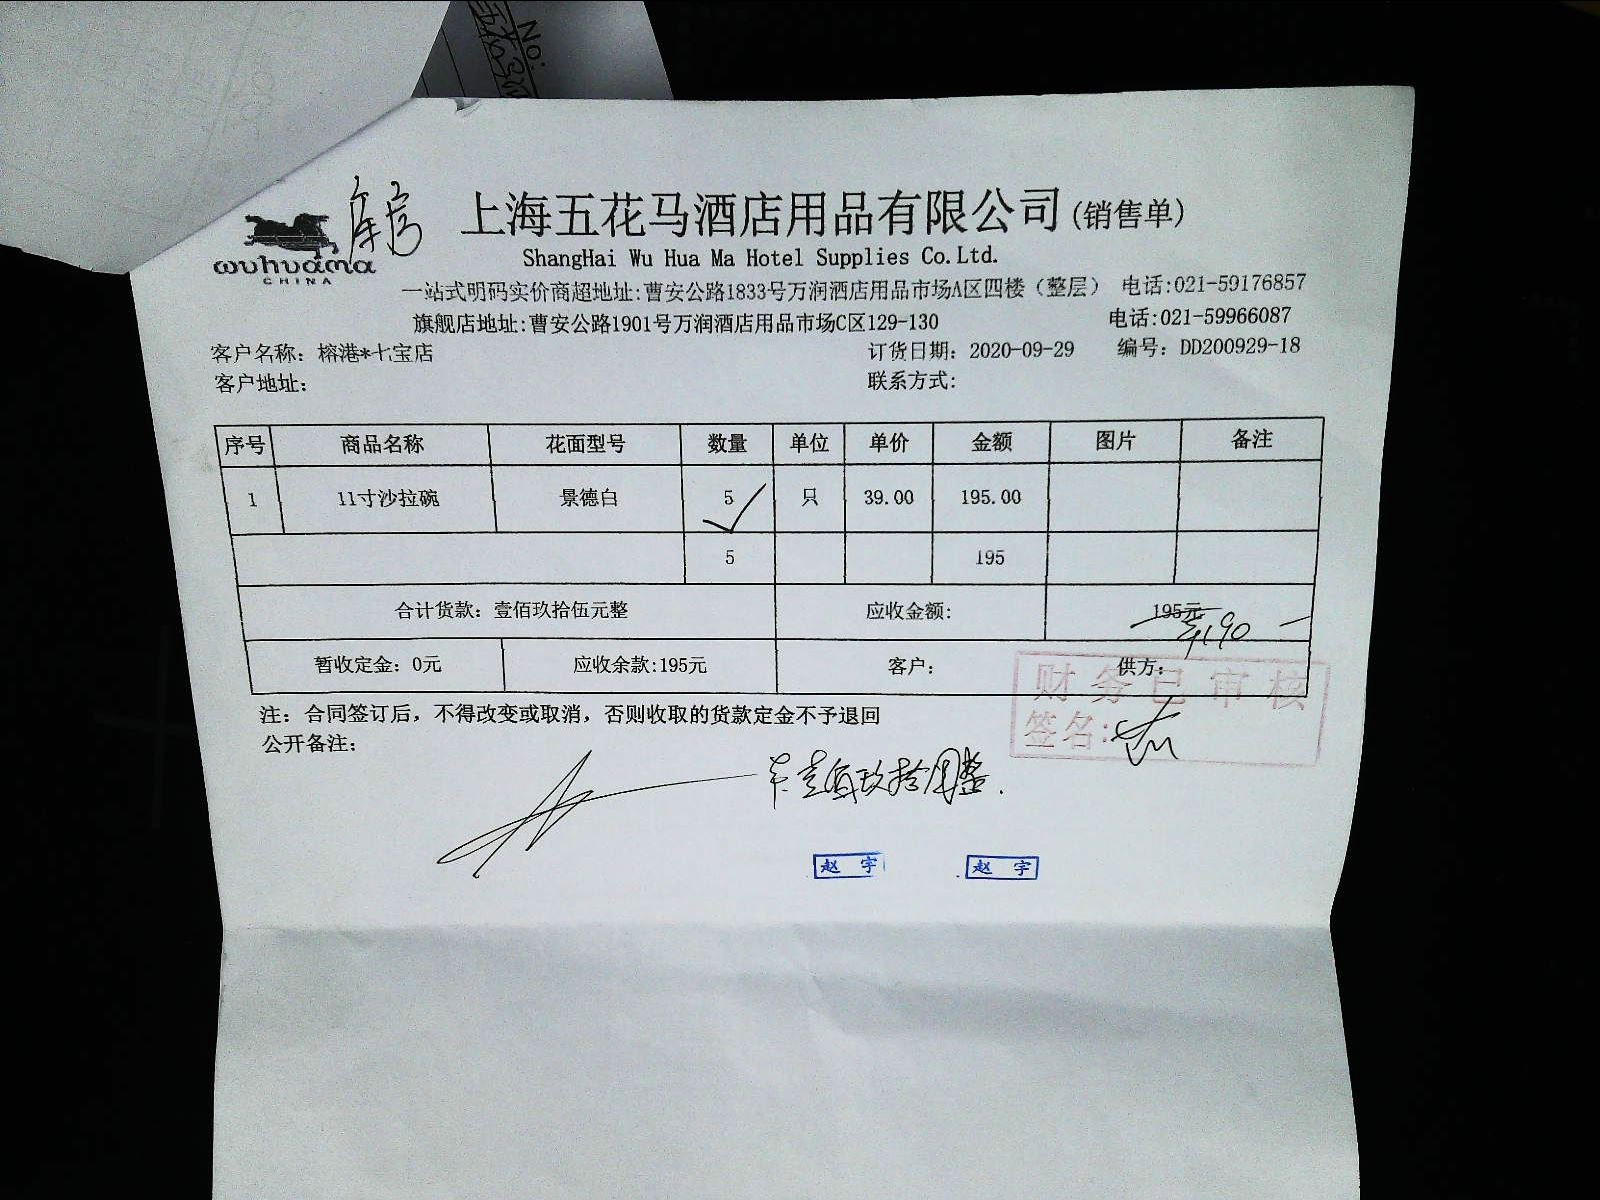 No:
库房
wuhuama
CHINA
上海五花马酒店用品有限公司(销售单)
ShangHai Wu Hua Ma Hotel Supplies Co.Ltd.
一站式明码实价商超地址:曹安公路1833号万润酒店用品市场A区四楼（整层） 电话:021-59176857
旗舰店地址:曹安公路1901号万润酒店用品市场C区129-130 电话:021-59966087
客户名称：榕港*七宝店 订货日期：2020-09-29 编号：DD200929-18
客户地址： 联系方式:
序号 商品名称 花面型号 数量 单位 单价 金额 图片 备注
1 11寸沙拉碗 景德白 5 只 39.00 195.00
5 195
合计货款：壹佰玖拾伍元整 应收金额: 195元
190
暂收定金：0元 应收余款:195元 客户： 供方：
财务已审核
签名:
注：合同签订后，不得改变或取消，否则收取的货款定金不予退回
公开备注：
壹佰玖拾圆整.
赵宇 赵宇